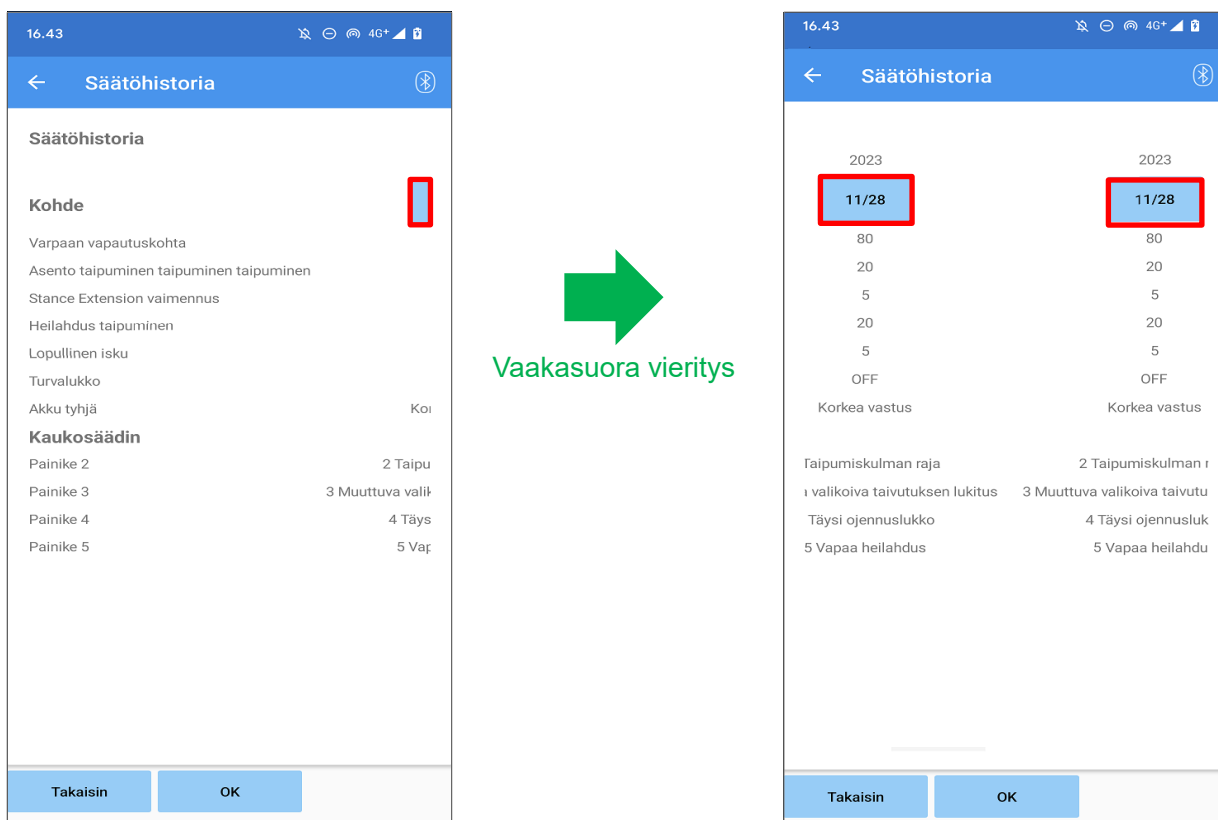 16.43 4G+
Säätöhistoria
Säätöhistoria
Kohde
Varpaan vapautuskohta
Asento taipuminen taipuminen taipuminen
Stance Extension vaimennus
Heilahdus taipuminen
Lopullinen isku
Turvalukko
Akku tyhjä Ko
Kaukosäädin
Painike 2 2 Taipu
Painike 3 3 Muuttuva valik
Painike 4 4 Täys
Painike 5 5 Vap
Takaisin OK
Vaakasuora vieritys
16.43 4G+
Säätöhistoria
2023 2023
11/28 11/28
80 80
20 20
5 5
20 20
5 5
OFF OFF
Korkea vastus Korkea vastus
Taipumiskulman raja 2 Taipumiskulman r
valikoiva taivutuksen lukitus 3 Muuttuva valikoiva taivutu
Täysi ojennuslukko 4 Täysi ojennusluk
5 Vapaa heilahdus 5 Vapaa heilahdu
Takaisin OK